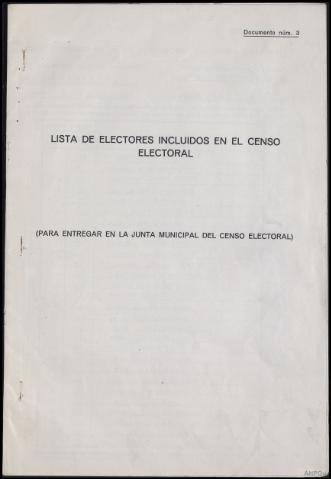 Documento núm. 3
LISTA DE ELECTORES INCLUIDOS EN EL CENSO
ELECTORAL
(PARA ENTREGAR EN LA JUNTA MUNICIPAL DEL CENSO ELECTORAL)